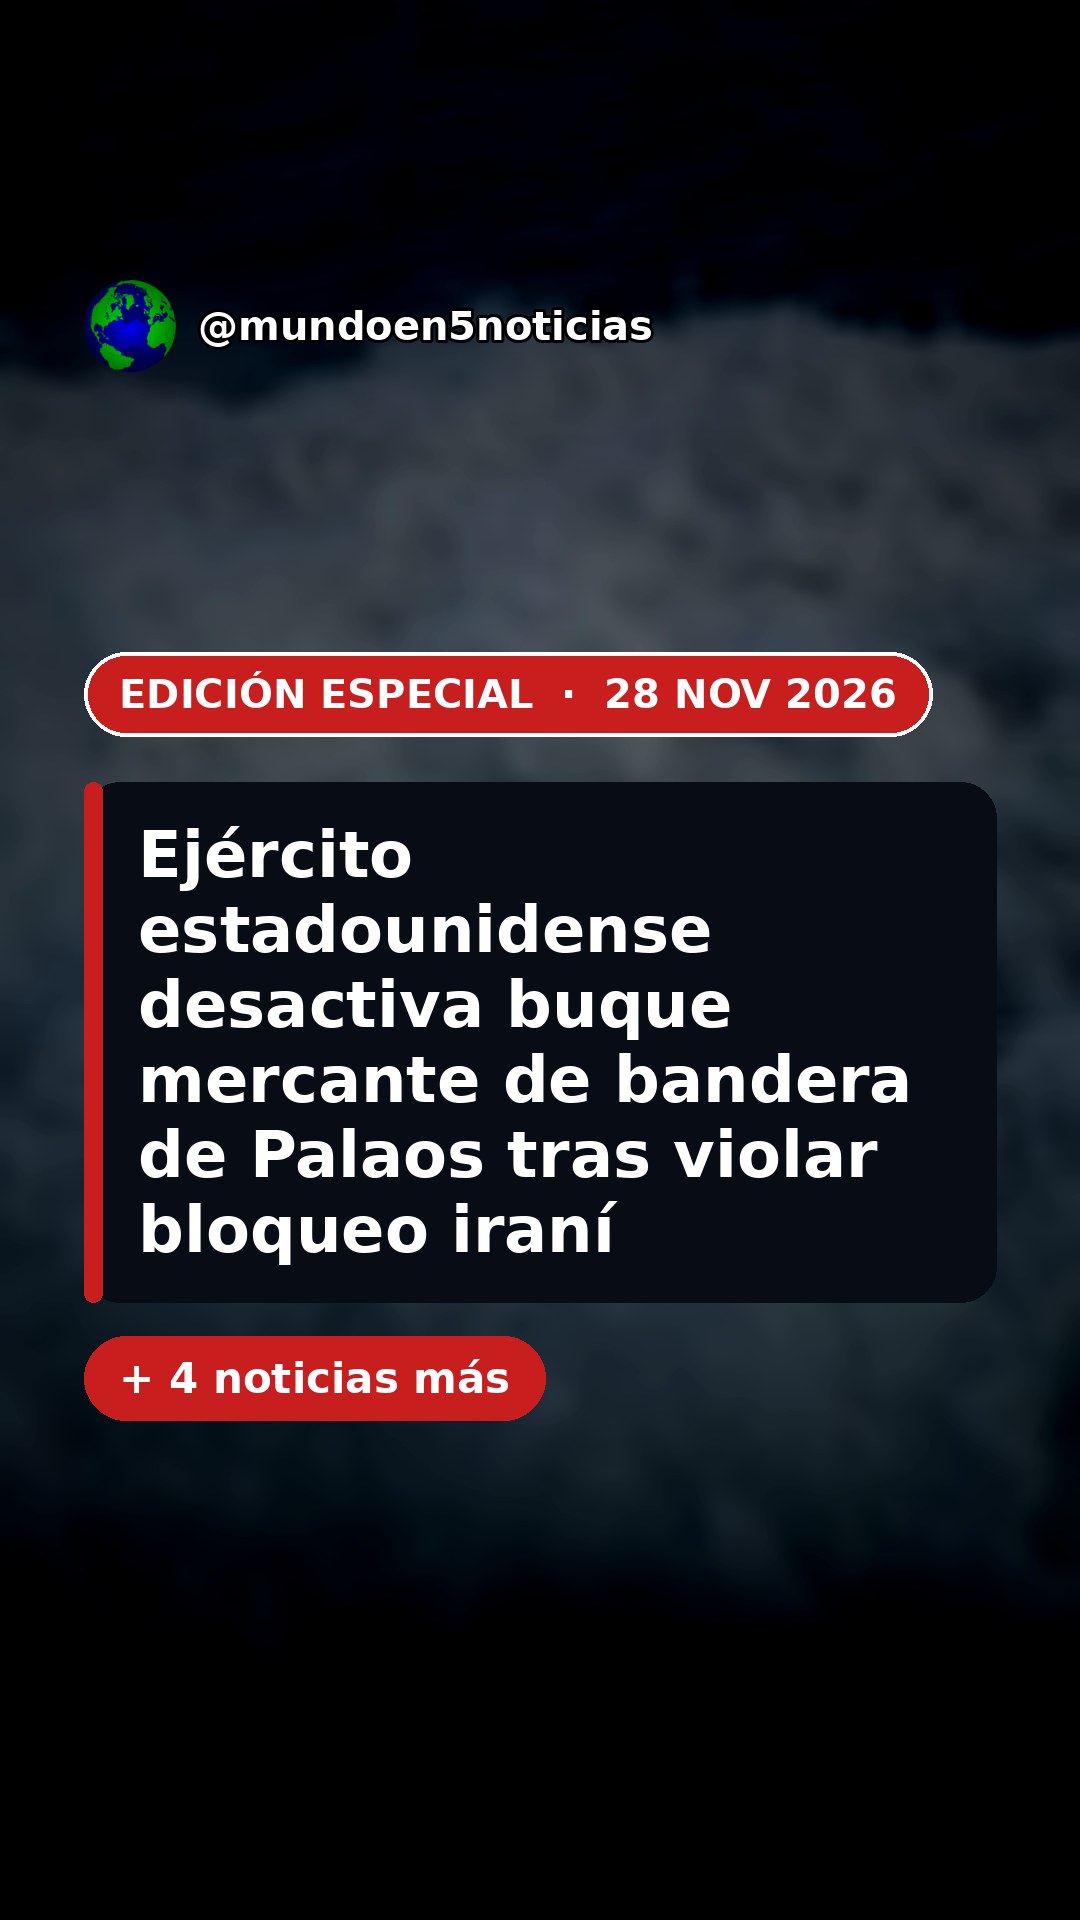 @mundoen5noticias
EDICIÓN ESPECIAL · 28 NOV 2026
Ejército
estadounidense
desactiva buque
mercante de bandera
de Palaos tras violar
bloqueo iraní
+ 4 noticias más